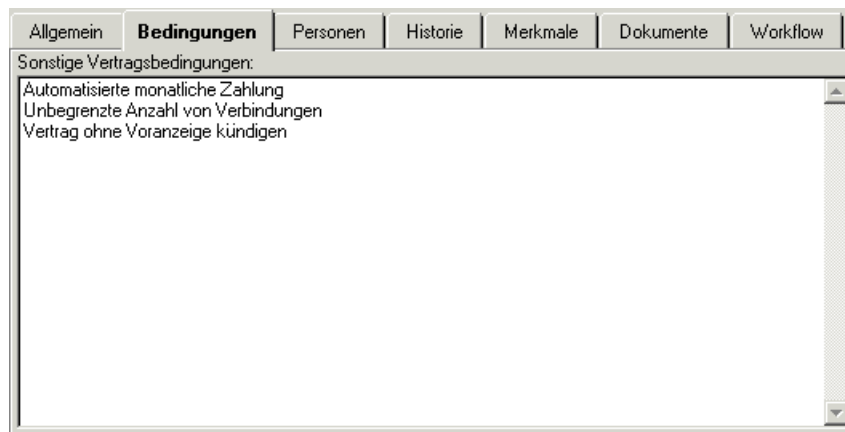 Allgemein Bedingungen Personen Historie Merkmale Dokumente Workflow
Sonstige Vertragsbedingungen:
Automatisierte monatliche Zahlung
Unbegrenzte Anzahl von Verbindungen
Vertrag ohne Voranzeige kündigen